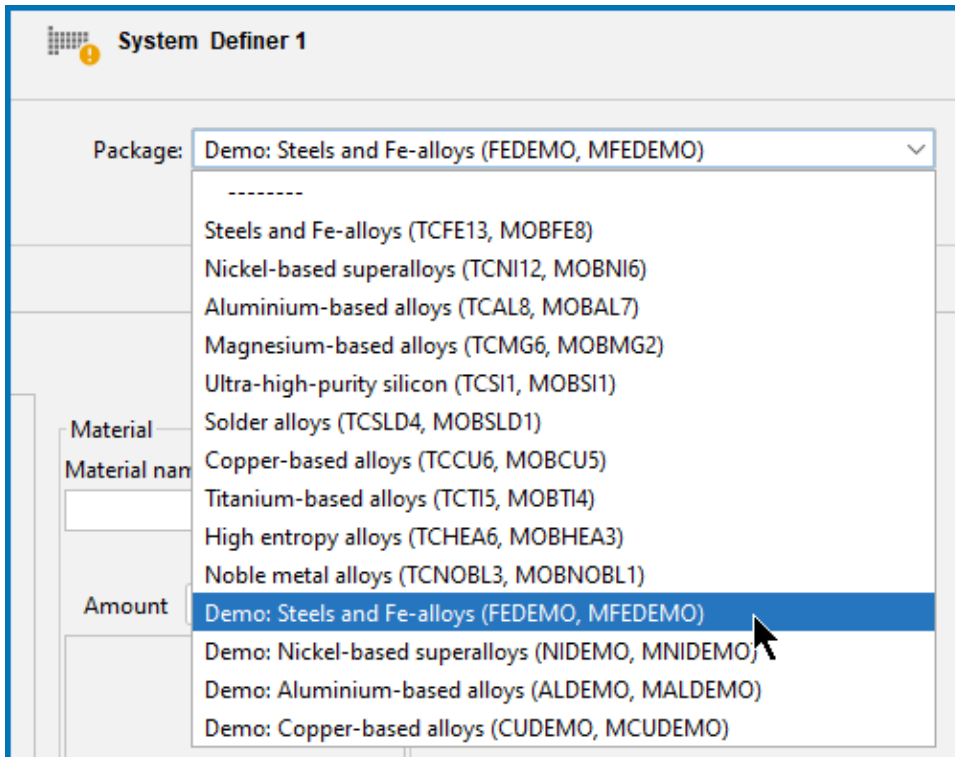 System Definer 1
Package: Demo: Steels and Fe-alloys (FEDEMO, MFEDEMO)
--------
Steels and Fe-alloys (TCFE13, MOBFE8)
Nickel-based superalloys (TCNI12, MOBNI6)
Aluminium-based alloys (TCAL8, MOBAL7)
Magnesium-based alloys (TCMG6, MOBMG2)
Ultra-high-purity silicon (TCSI1, MOBSI1)
Solder alloys (TCSLD4, MOBSLD1)
Copper-based alloys (TCCU6, MOBCU5)
Titanium-based alloys (TCTI5, MOBTI4)
High entropy alloys (TCHEA6, MOBHEA3)
Noble metal alloys (TCNOBL3, MOBNOBL1)
Demo: Steels and Fe-alloys (FEDEMO, MFEDEMO)
Demo: Nickel-based superalloys (NIDEMO, MNIDEMO)
Demo: Aluminium-based alloys (ALDEMO, MALDEMO)
Demo: Copper-based alloys (CUDEMO, MCUDEMO)
Material
Material nam
Amount